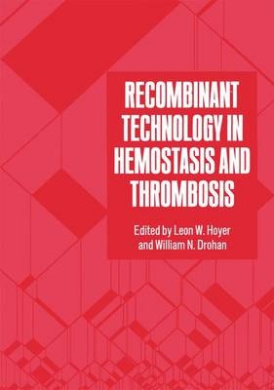 RECOMBINANT
TECHNOLOGY IN
HEMOSTASIS AND
THROMBOSIS
Edited by Leon W. Hoyer
and William N. Drohan